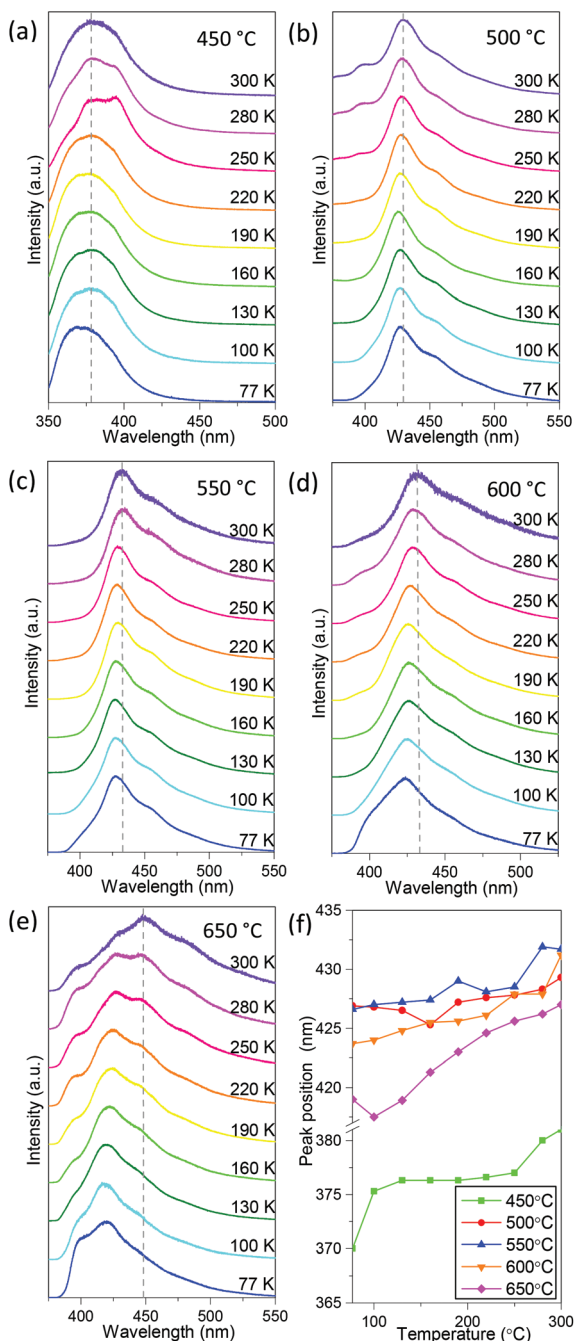 (a)
450 °C
300 K
280 K
250 K
220 K
190 K
160 K
130 K
100 K
77 K
Intensity (a.u.)
350 400 450 500
Wavelength (nm)
(b)
500 °C
300 K
280 K
250 K
220 K
190 K
160 K
130 K
100 K
77 K
Intensity (a.u.)
400 450 500 550
Wavelength (nm)
(c)
550 °C
300 K
280 K
250 K
220 K
190 K
160 K
130 K
100 K
77 K
Intensity (a.u.)
400 450 500 550
Wavelength (nm)
(d)
600 °C
300 K
280 K
250 K
220 K
190 K
160 K
130 K
100 K
77 K
Intensity (a.u.)
400 450 500
Wavelength (nm)
(e)
650 °C
300 K
280 K
250 K
220 K
190 K
160 K
130 K
100 K
77 K
Intensity (a.u.)
400 450 500 550
Wavelength (nm)
(f)
435
430
425
420
380
375
370
365
Peak position (nm)
450°C
500°C
550°C
600°C
650°C
100 200 300
Temperature (°C)